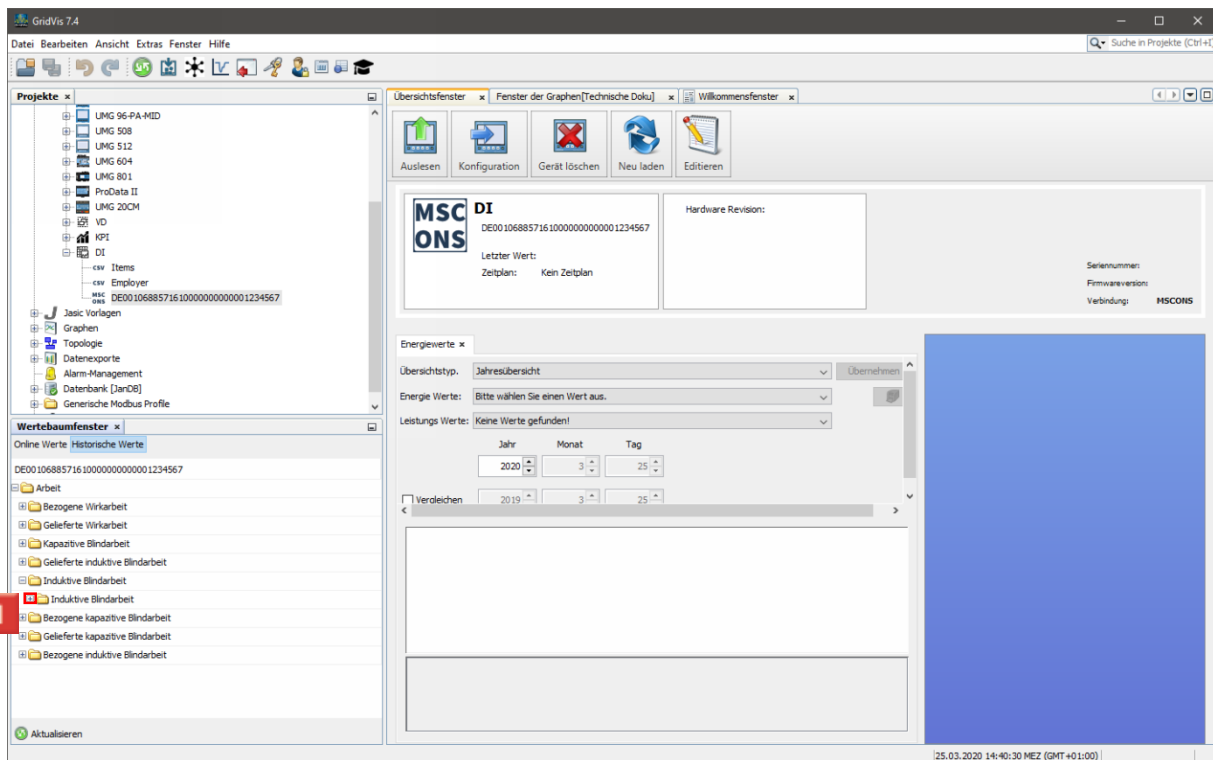 GridVis 7.4
Datei Bearbeiten Ansicht Extras Fenster Hilfe
Suche in Projekte (Ctrl+I)
Projekte
UMG 96-PA-MID
UMG 508
UMG 512
UMG 604
UMG 801
ProData II
UMG 20CM
VD
KPI
DI
csv Items
csv Employer
MSC ONS DE00106885716100000000000001234567
Jasic Vorlagen
Graphen
Topologie
Datenexporte
Alarm-Management
Datenbank [JanDB]
Generische Modbus Profile
Wertebaumfenster
Online Werte Historische Werte
DE00106885716100000000000001234567
Arbeit
Bezogene Wirkarbeit
Gelieferte Wirkarbeit
Kapazitive Blindarbeit
Gelieferte induktive Blindarbeit
Induktive Blindarbeit
Induktive Blindarbeit
Bezogene kapazitive Blindarbeit
Gelieferte kapazitive Blindarbeit
Bezogene induktive Blindarbeit
Aktualisieren
Übersichtsfenster Fenster der Graphen[Technische Doku] Willkommensfenster
Auslesen Konfiguration Gerät löschen Neu laden Editieren
MSC
ONS
DI
DE00106885716100000000000001234567
Letzter Wert:
Zeitplan: Kein Zeitplan
Hardware Revision:
Seriennummer:
Firmwareversion:
Verbindung: MSCONS
Energiewerte
Übersichtstyp. Jahresübersicht Übernehmen
Energie Werte: Bitte wählen Sie einen Wert aus.
Leistungs Werte: Keine Werte gefunden!
Jahr Monat Tag
2020 3 25
Vergleichen 2019 3 25
25.03.2020 14:40:30 MEZ (GMT+01:00)